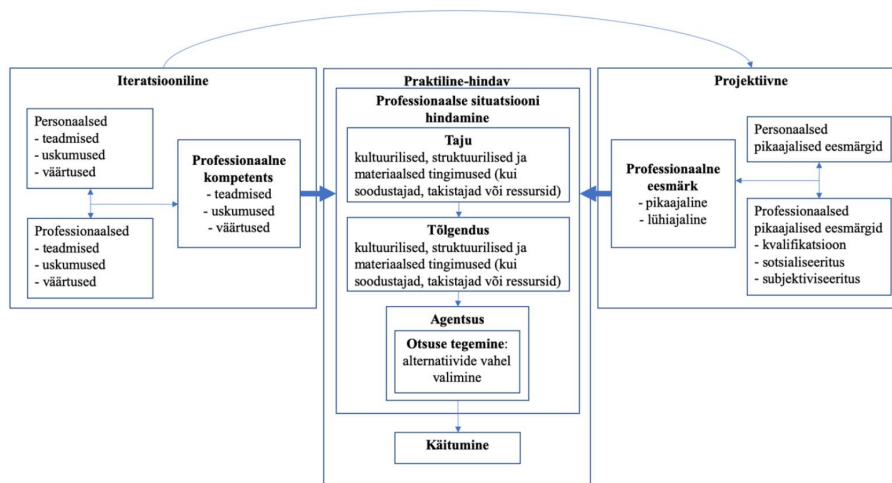 Iteratsiooniline
Personaalsed
- teadmised
- uskumused
- väärtused
Professionaalsed
- teadmised
- uskumused
- väärtused
Professionaalne
kompetents
- teadmised
- uskumused
- väärtused
Praktiline-hindav
Professionaalse situatsiooni
hindamine
Taju
kultuurilised, struktuurilised ja
materiaalsed tingimused (kui
soodustajad, takistajad või ressursid)
Tõlgendus
kultuurilised, struktuurilised ja
materiaalsed tingimused (kui
soodustajad, takistajad või ressursid)
Agentsus
Otsuse tegemine:
alternatiivide vahel
valimine
Käitumine
Projektiivne
Professionaalne
eesmärk
- pikaajaline
- lühiajaline
Personaalsed
pikaajalised eesmärgid
Professionaalsed
pikaajalised eesmärgid
- kvalifikatsioon
- sotsialiseeritus
- subjektiviseeritus